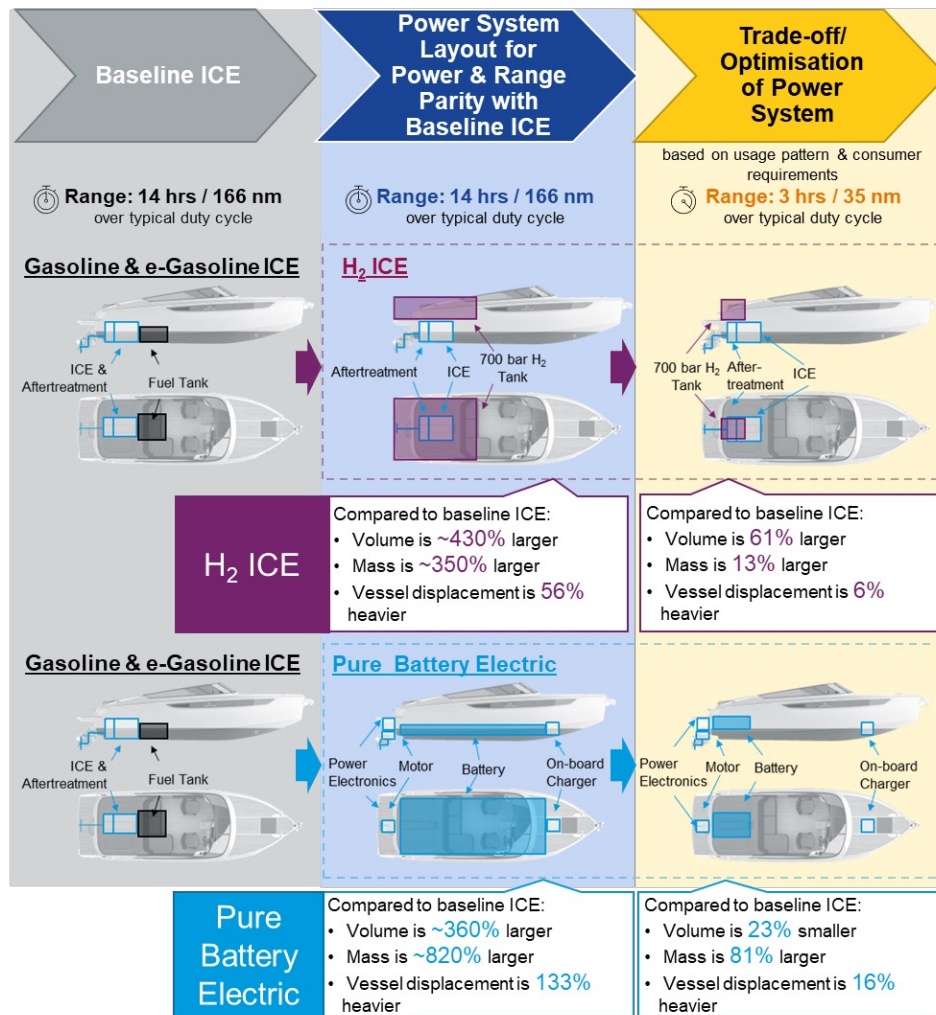 Baseline ICE
Power System
Layout for
Power & Range
Parity with
Baseline ICE
Trade-off/
Optimisation
of Power
System
based on usage pattern & consumer
requirements
Range: 14 hrs / 166 nm
over typical duty cycle
Range: 14 hrs / 166 nm
over typical duty cycle
Range: 3 hrs / 35 nm
over typical duty cycle
Gasoline & e-Gasoline ICE
H₂ ICE
ICE &
Aftertreatment
Fuel Tank
Aftertreatment
ICE
700 bar H₂
Tank
700 bar H₂
Tank
After-
treatment
ICE
H₂ ICE
Compared to baseline ICE:
• Volume is ~430% larger
• Mass is ~350% larger
• Vessel displacement is 56%
heavier
Compared to baseline ICE:
• Volume is 61% larger
• Mass is 13% larger
• Vessel displacement is 6%
heavier
Gasoline & e-Gasoline ICE
Pure Battery Electric
ICE &
Aftertreatment
Fuel Tank
Power
Electronics
Motor
Battery
On-board
Charger
Power
Electronics
Motor
Battery
On-board
Charger
Pure
Battery
Electric
Compared to baseline ICE:
• Volume is ~360% larger
• Mass is ~820% larger
• Vessel displacement is 133%
heavier
Compared to baseline ICE:
• Volume is 23% smaller
• Mass is 81% larger
• Vessel displacement is 16%
heavier